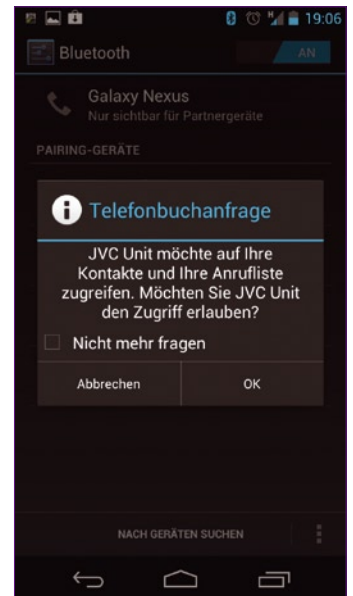 19:06
Bluetooth
AN
Galaxy Nexus
Nur sichtbar für Partnergeräte
PAIRING-GERÄTE
Telefonbuchanfrage
JVC Unit möchte auf Ihre
Kontakte und Ihre Anrufliste
zugreifen. Möchten Sie JVC Unit
den Zugriff erlauben?
Nicht mehr fragen
Abbrechen
OK
NACH GERÄTEN SUCHEN